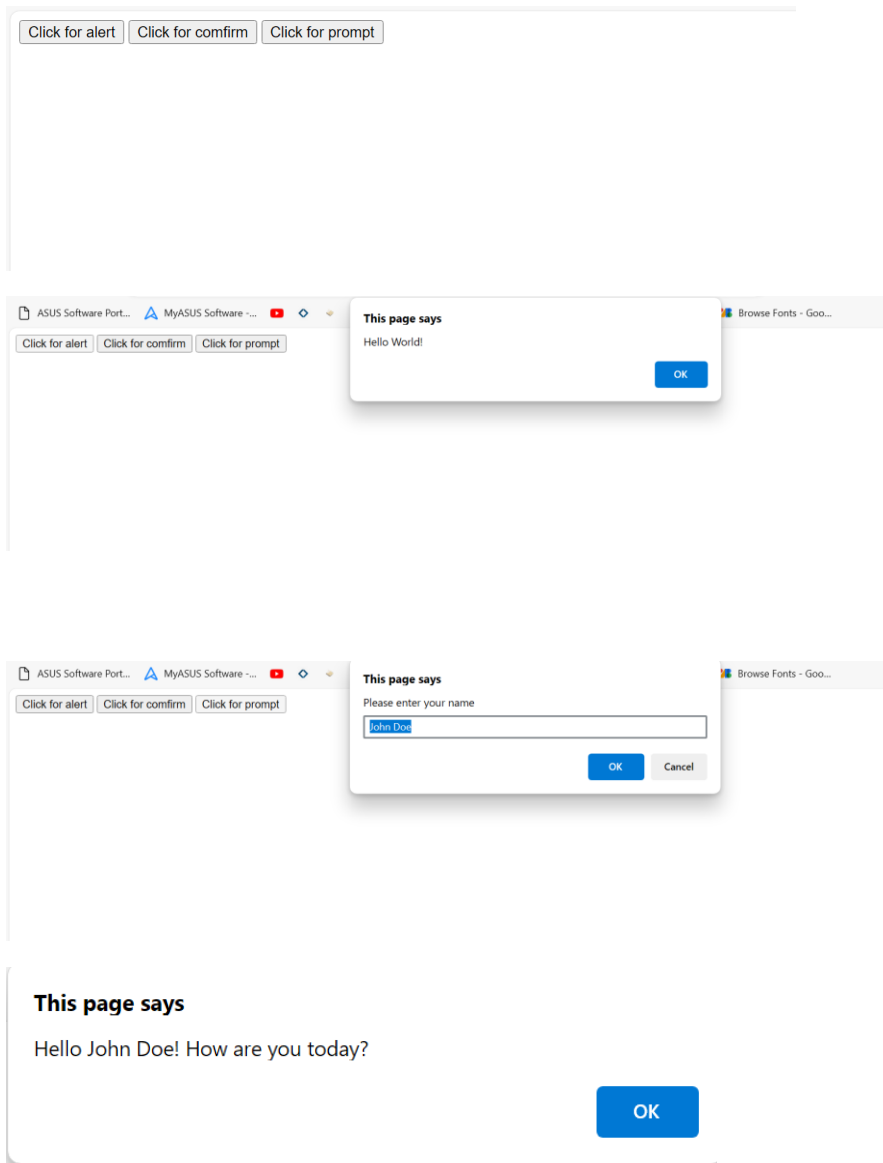 Click for alert Click for comfirm Click for prompt
ASUS Software Port... MyASUS Software -... Browse Fonts - Goo...
This page says
Click for alert Click for comfirm Click for prompt
Hello World!
OK
ASUS Software Port... MyASUS Software -... Browse Fonts - Goo...
This page says
Click for alert Click for comfirm Click for prompt
Please enter your name
John Doe
OK Cancel
This page says
Hello John Doe! How are you today?
OK